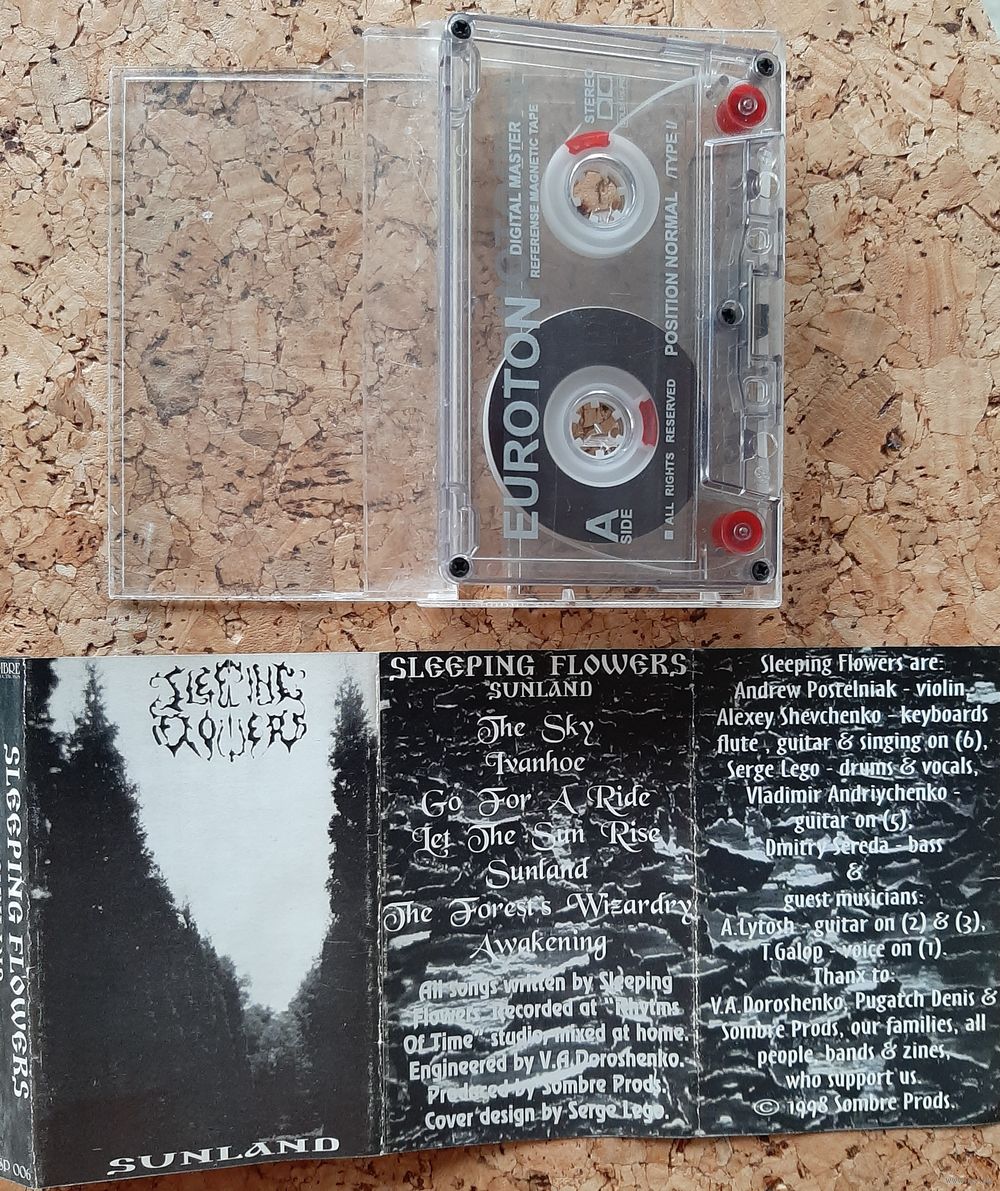 EUROTON
DIGITAL MASTER
REFERENSE MAGNETIC TAPE
STEREO
A
SIDE
■ ALL RIGHTS RESERVED
POSITION NORMAL /TYPE I/
SLEEPING FLOWERS
SP 006
SLEEPING
FLOWERS
SUNLAND
SLEEPING FLOWERS
SUNLAND
The Sky
Ivanhoe
Go For A Ride
Let The Sun Rise
Sunland
The Forest's Wizardry
Awakening
All songs written by Sleeping
Flowers. Recorded at "Rhytms
Of Time" studio, mixed at home.
Engineered by V.A.Doroshenko.
Produced by Sombre Prods.
Cover design by Serge Lego.
Sleeping Flowers are:
Andrew Postelniak - violin,
Alexey Shevchenko - keyboards
flute , guitar & singing on (6),
Serge Lego - drums & vocals,
Vladimir Andriychenko -
guitar on (5)
Dmitry Sereda - bass
&
guest musicians:
A.Lytosh - guitar on (2) & (3),
T.Galop - voice on (1).
Thanx to:
V.A.Doroshenko, Pugatch Denis &
Sombre Prods, our families, all
people, bands & zines,
who support us.
© 1998 Sombre Prods.